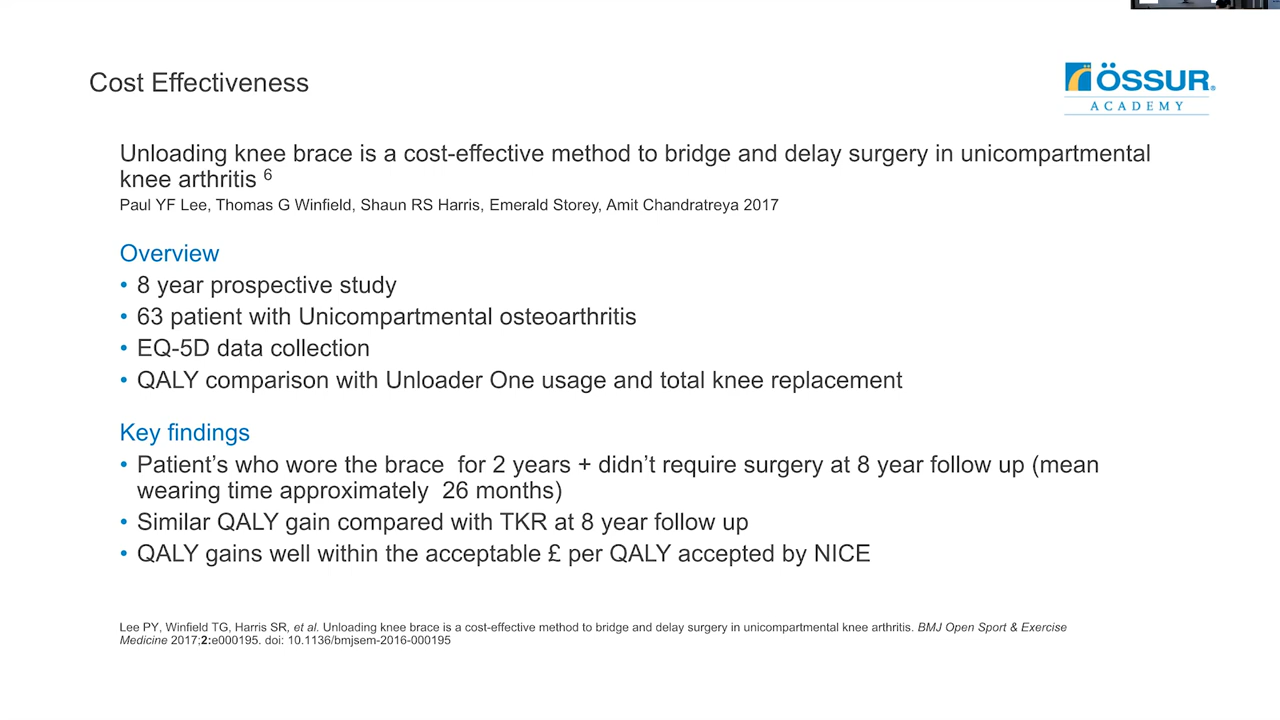 Cost Effectiveness
ÖSSUR®
ACADEMY
Unloading knee brace is a cost-effective method to bridge and delay surgery in unicompartmental
knee arthritis 6
Paul YF Lee, Thomas G Winfield, Shaun RS Harris, Emerald Storey, Amit Chandratreya 2017
Overview
• 8 year prospective study
• 63 patient with Unicompartmental osteoarthritis
• EQ-5D data collection
• QALY comparison with Unloader One usage and total knee replacement
Key findings
• Patient's who wore the brace  for 2 years + didn't require surgery at 8 year follow up (mean
wearing time approximately  26 months)
• Similar QALY gain compared with TKR at 8 year follow up
• QALY gains well within the acceptable £ per QALY accepted by NICE
Lee PY, Winfield TG, Harris SR, et al. Unloading knee brace is a cost-effective method to bridge and delay surgery in unicompartmental knee arthritis. BMJ Open Sport & Exercise
Medicine 2017;2:e000195. doi: 10.1136/bmjsem-2016-000195